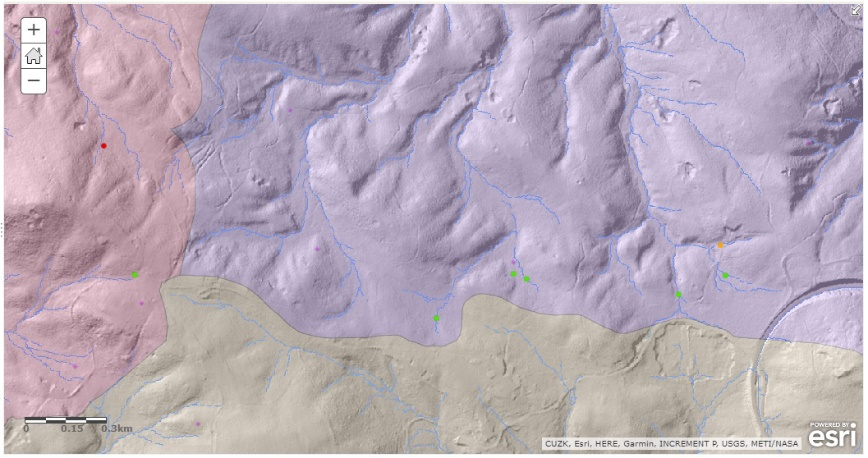 +
−
0 0.15 0.3km
CUZK, Esri, HERE, Garmin, INCREMENT P, USGS, METI/NASA
POWERED BY
esri